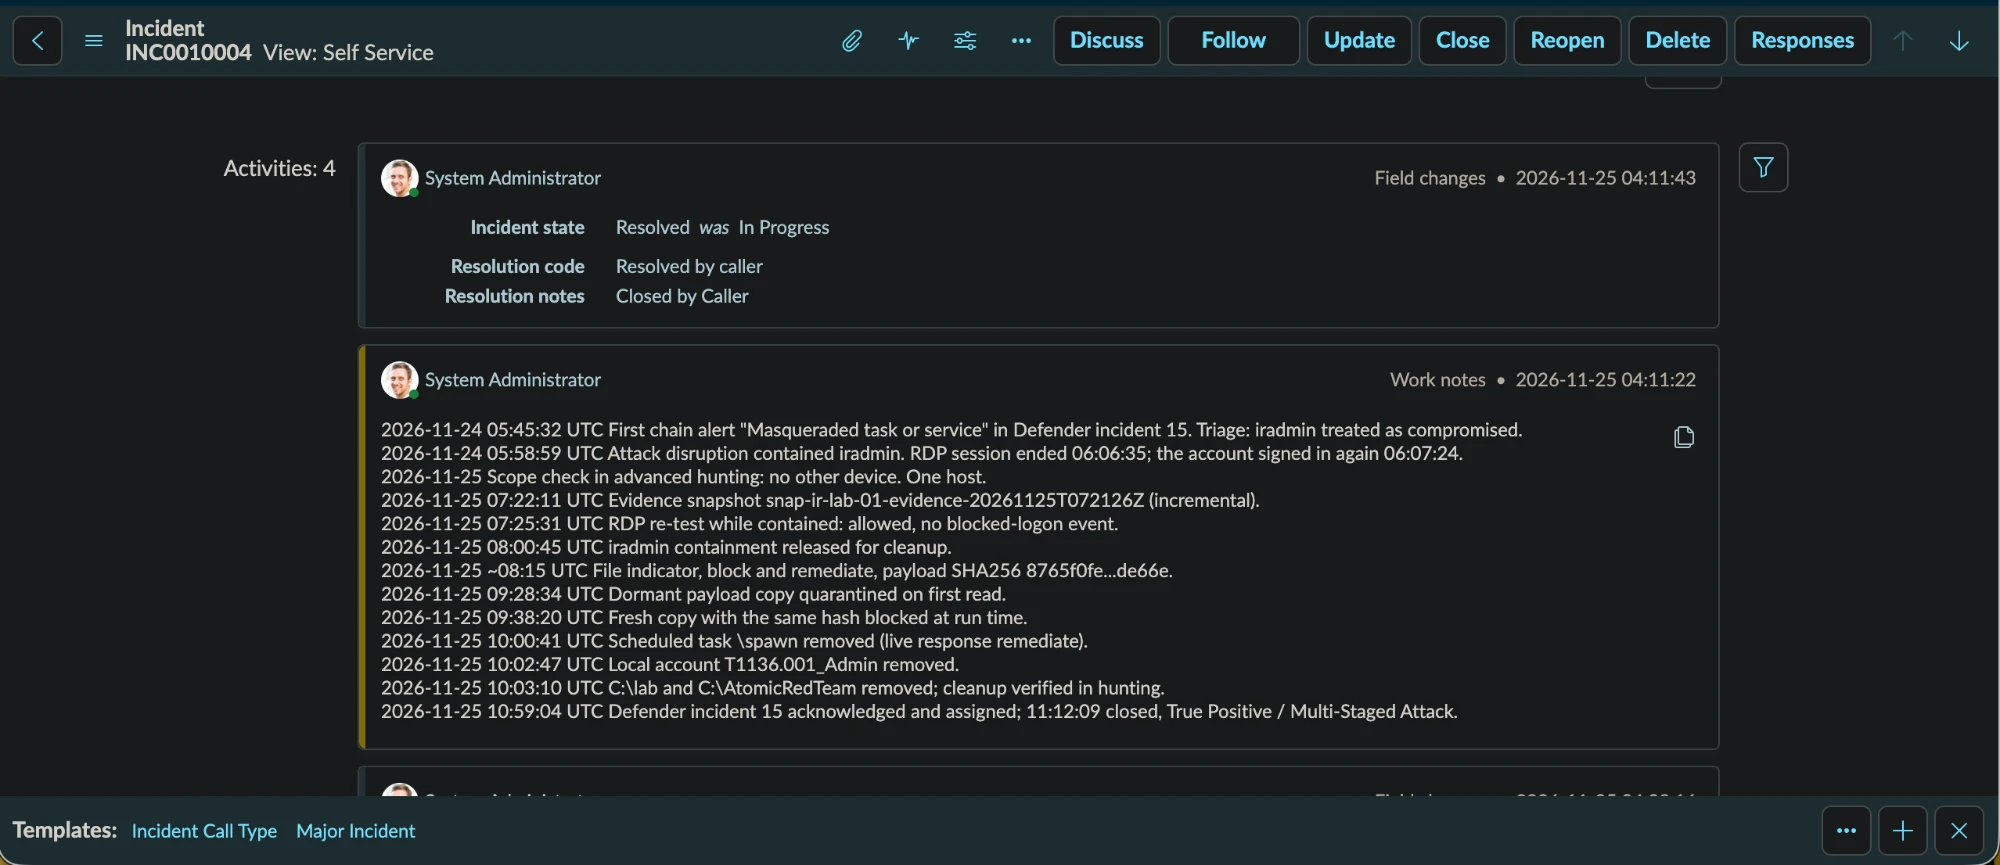 Incident
INC0010004 View: Self Service
Discuss
Follow
Update
Close
Reopen
Delete
Responses
Activities: 4
System Administrator
Field changes • 2026-11-25 04:11:43
Incident state Resolved was In Progress
Resolution code Resolved by caller
Resolution notes Closed by Caller
System Administrator
Work notes • 2026-11-25 04:11:22
2026-11-24 05:45:32 UTC First chain alert "Masqueraded task or service" in Defender incident 15. Triage: iradmin treated as compromised.
2026-11-24 05:58:59 UTC Attack disruption contained iradmin. RDP session ended 06:06:35; the account signed in again 06:07:24.
2026-11-25 Scope check in advanced hunting: no other device. One host.
2026-11-25 07:22:11 UTC Evidence snapshot snap-ir-lab-01-evidence-20261125T072126Z (incremental).
2026-11-25 07:25:31 UTC RDP re-test while contained: allowed, no blocked-logon event.
2026-11-25 08:00:45 UTC iradmin containment released for cleanup.
2026-11-25 ~08:15 UTC File indicator, block and remediate, payload SHA256 8765f0fe...de66e.
2026-11-25 09:28:34 UTC Dormant payload copy quarantined on first read.
2026-11-25 09:38:20 UTC Fresh copy with the same hash blocked at run time.
2026-11-25 10:00:41 UTC Scheduled task \spawn removed (live response remediate).
2026-11-25 10:02:47 UTC Local account T1136.001_Admin removed.
2026-11-25 10:03:10 UTC C:\lab and C:\AtomicRedTeam removed; cleanup verified in hunting.
2026-11-25 10:59:04 UTC Defender incident 15 acknowledged and assigned; 11:12:09 closed, True Positive / Multi-Staged Attack.
Templates: Incident Call Type Major Incident